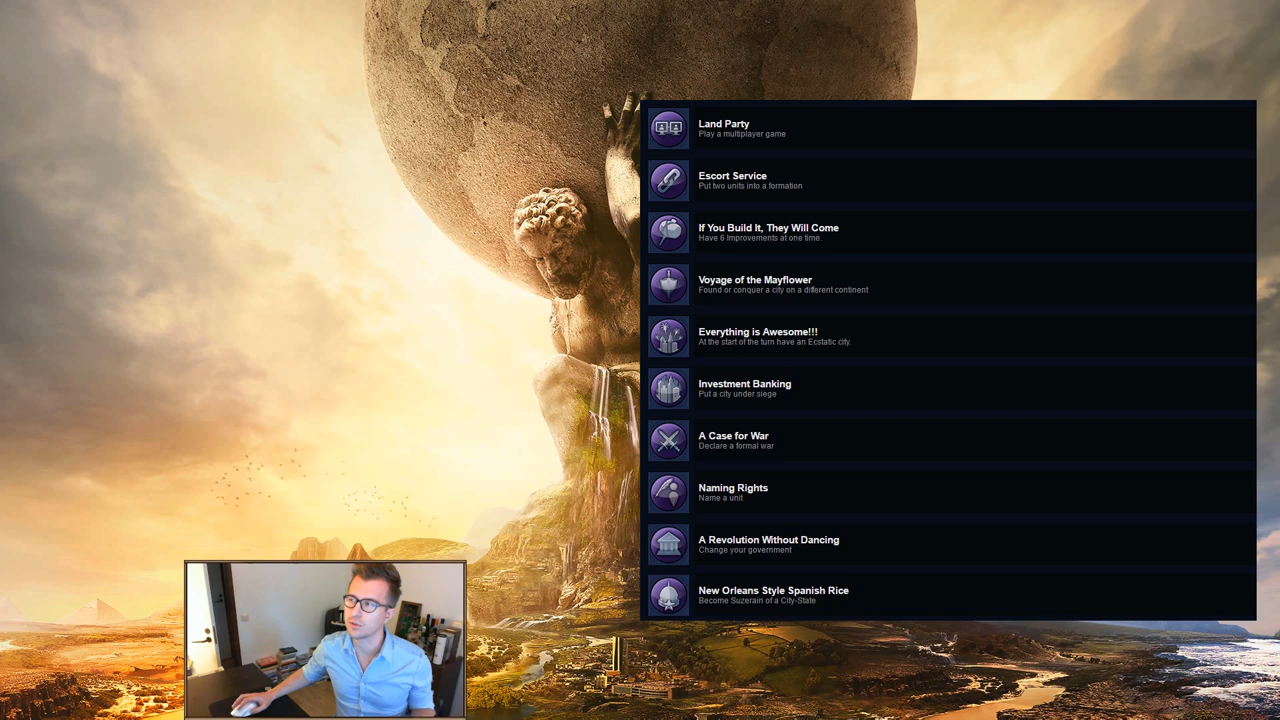 Land Party
Play a multiplayer game
Escort Service
Put two units into a formation
If You Build It, They Will Come
Have 6 Improvements at one time.
Voyage of the Mayflower
Found or conquer a city on a different continent
Everything is Awesome!!!
At the start of the turn have an Ecstatic city.
Investment Banking
Put a city under siege
A Case for War
Declare a formal war
Naming Rights
Name a unit
A Revolution Without Dancing
Change your government
New Orleans Style Spanish Rice
Become Suzerain of a City-State